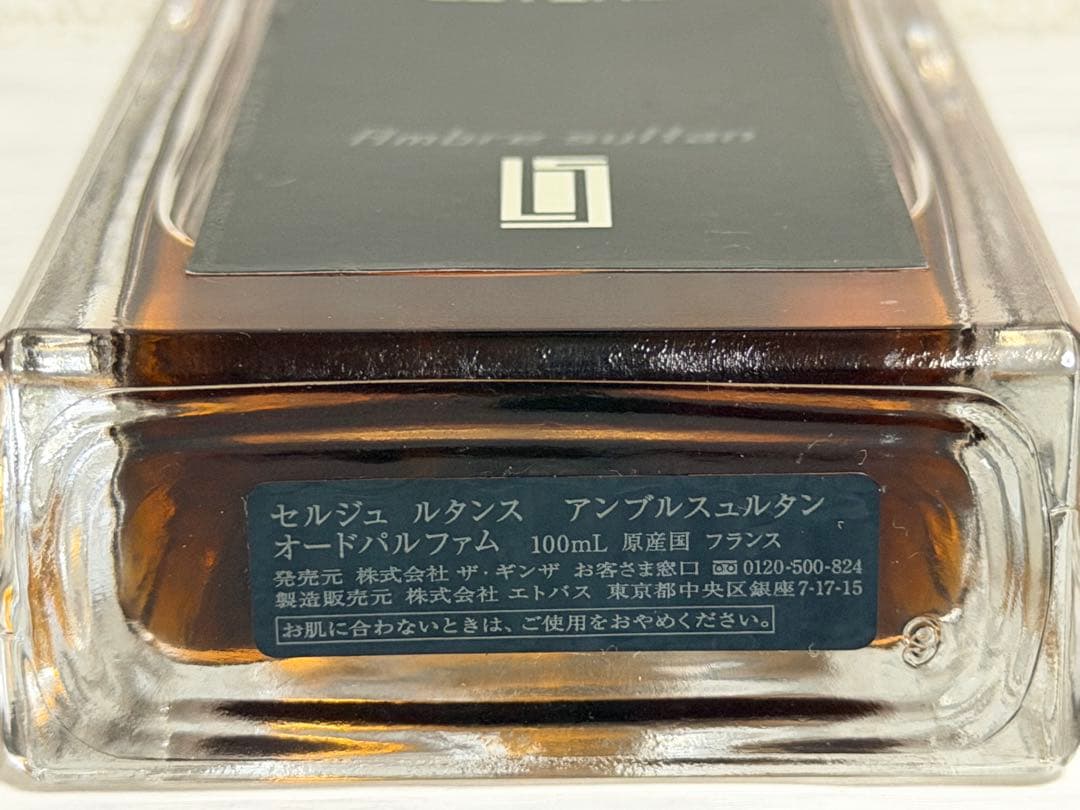 Ambre sultan
セルジュ ルタンス アンブルスュルタン
オードパルファム 100mL 原産国 フランス
発売元 株式会社 ザ・ギンザ お客さま窓口 0120-500-824
製造販売元 株式会社 エトバス 東京都中央区銀座7-17-15
お肌に合わないときは、ご使用をおやめください。